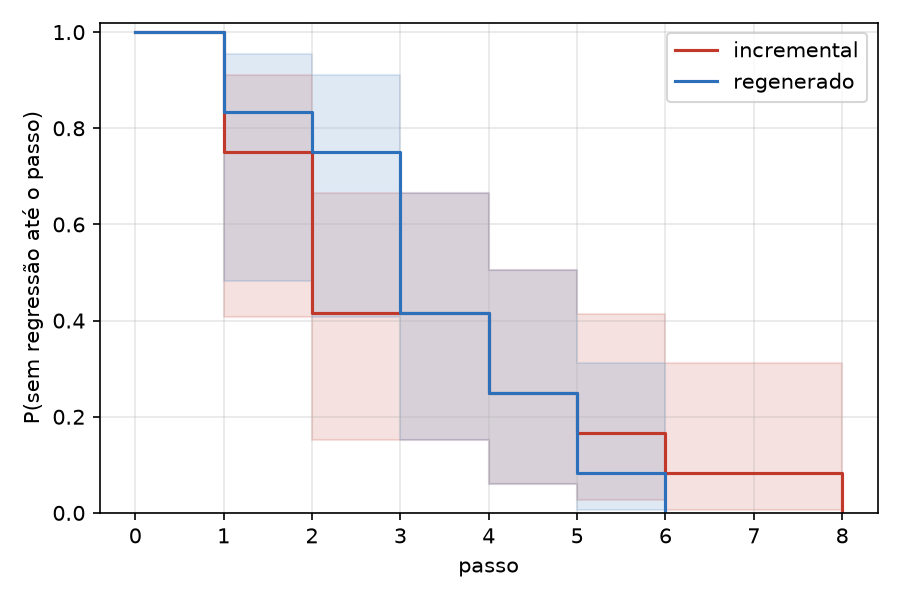 incremental
regenerado
P(sem regressão até o passo)
1.0
0.8
0.6
0.4
0.2
0.0
0 1 2 3 4 5 6 7 8
passo